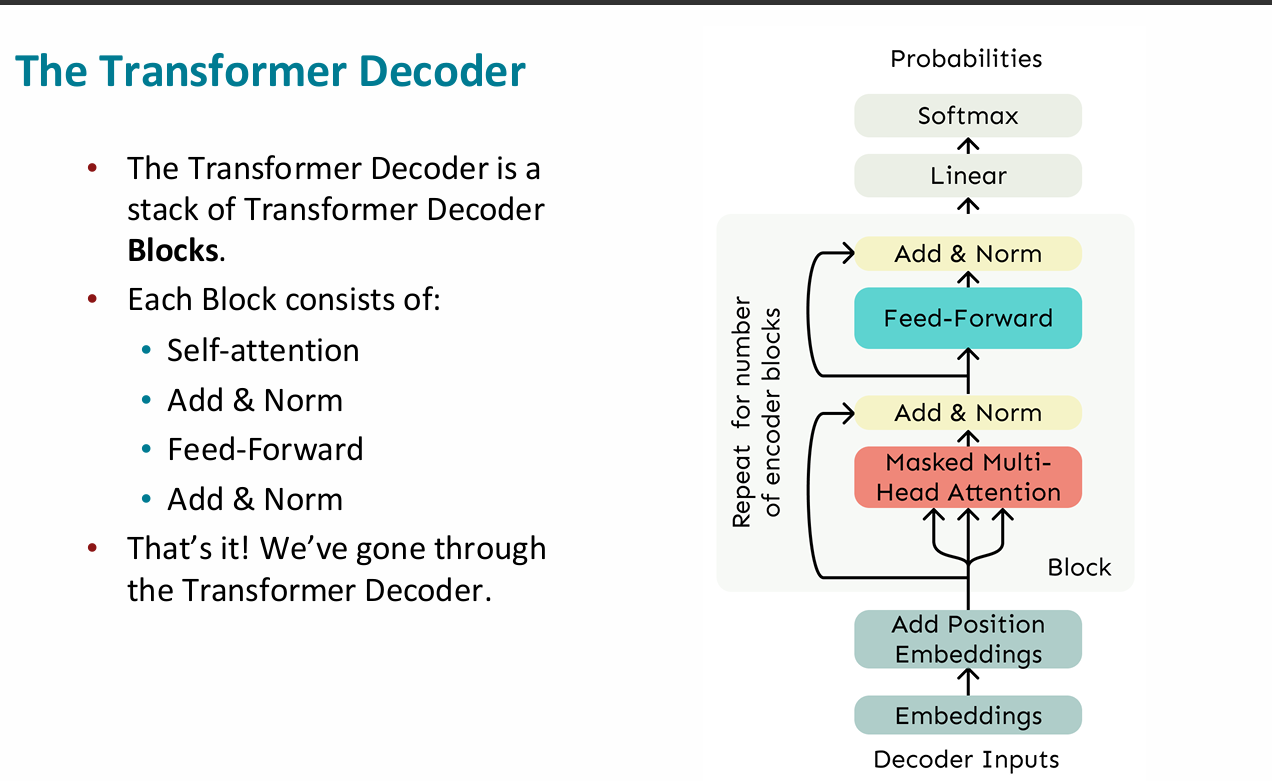 The Transformer Decoder
• The Transformer Decoder is a
stack of Transformer Decoder
Blocks.
• Each Block consists of:
• Self-attention
• Add & Norm
• Feed-Forward
• Add & Norm
• That’s it! We’ve gone through
the Transformer Decoder.
Probabilities
Softmax
Linear
Add & Norm
Feed-Forward
Add & Norm
Masked Multi-
Head Attention
Repeat for number
of encoder blocks
Block
Add Position
Embeddings
Embeddings
Decoder Inputs